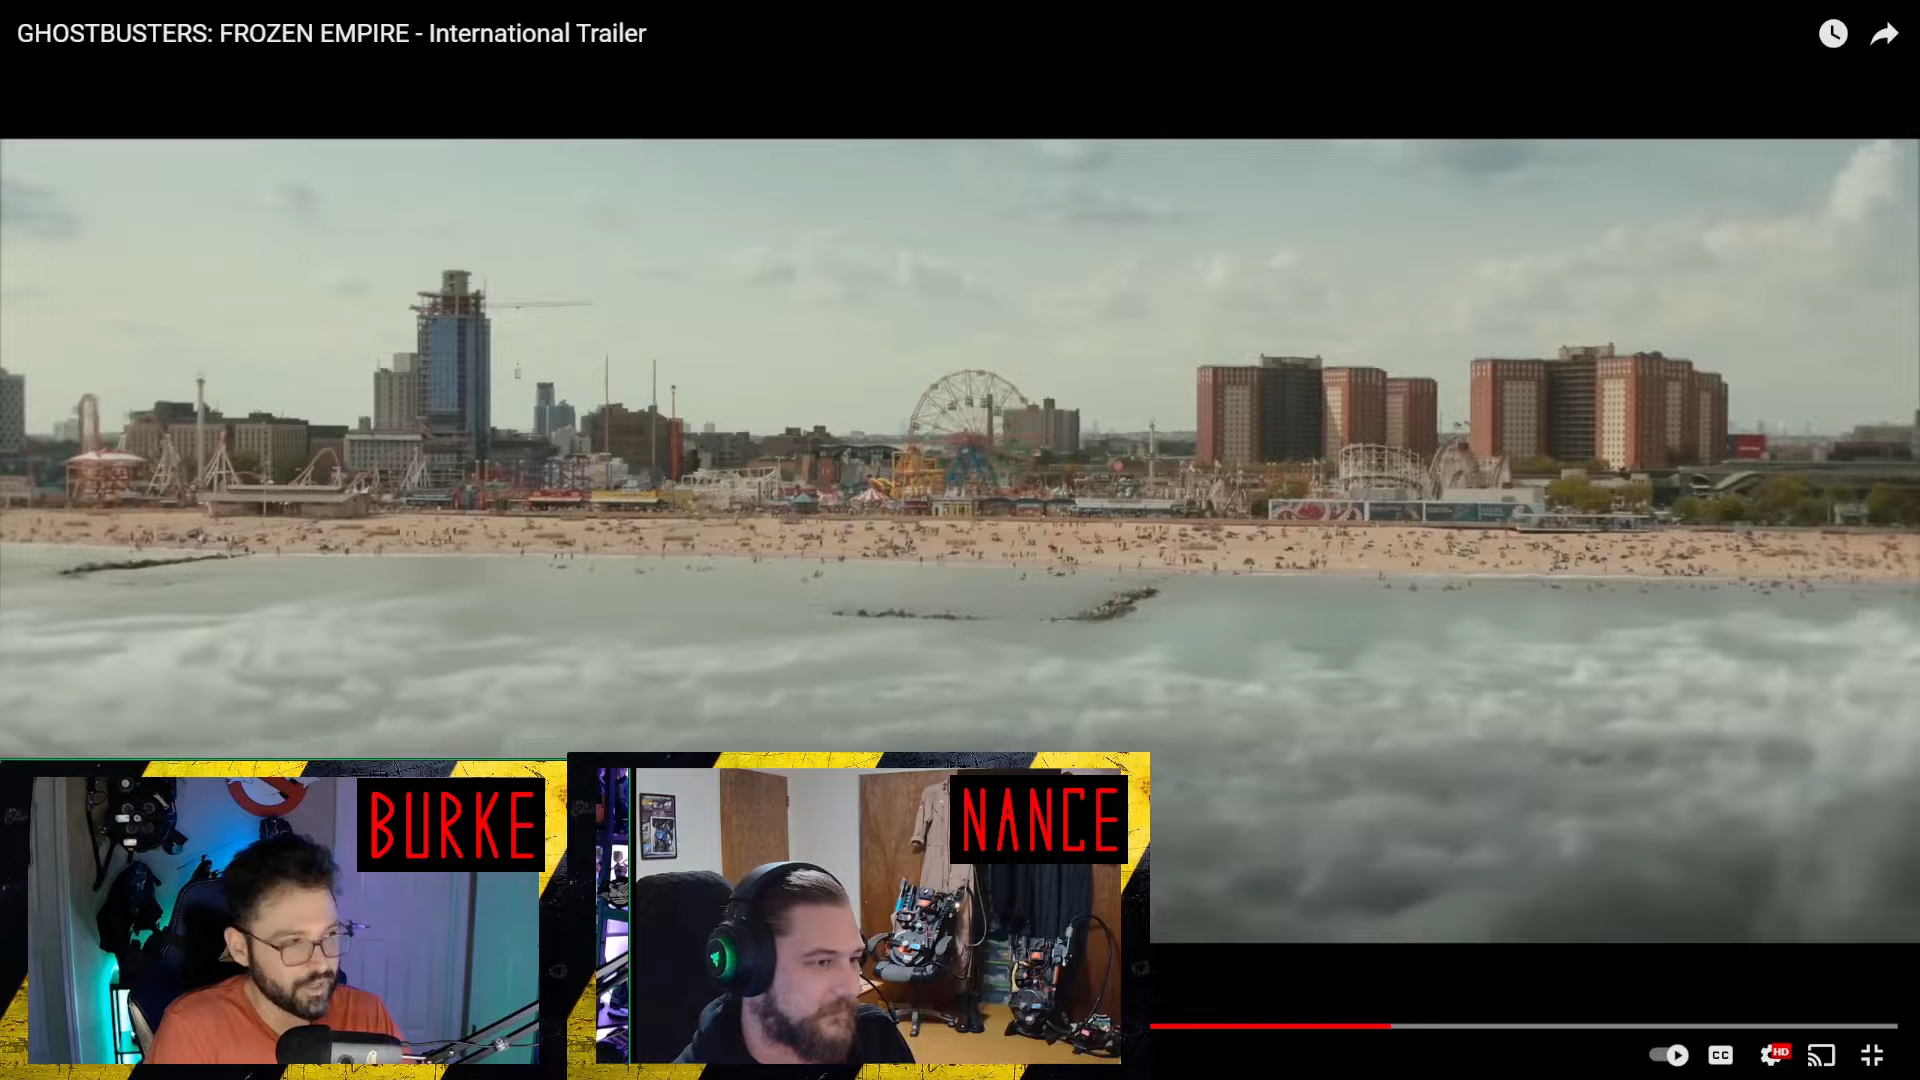 GHOSTBUSTERS: FROZEN EMPIRE - International Trailer
BURKE
NANCE
CC
HD